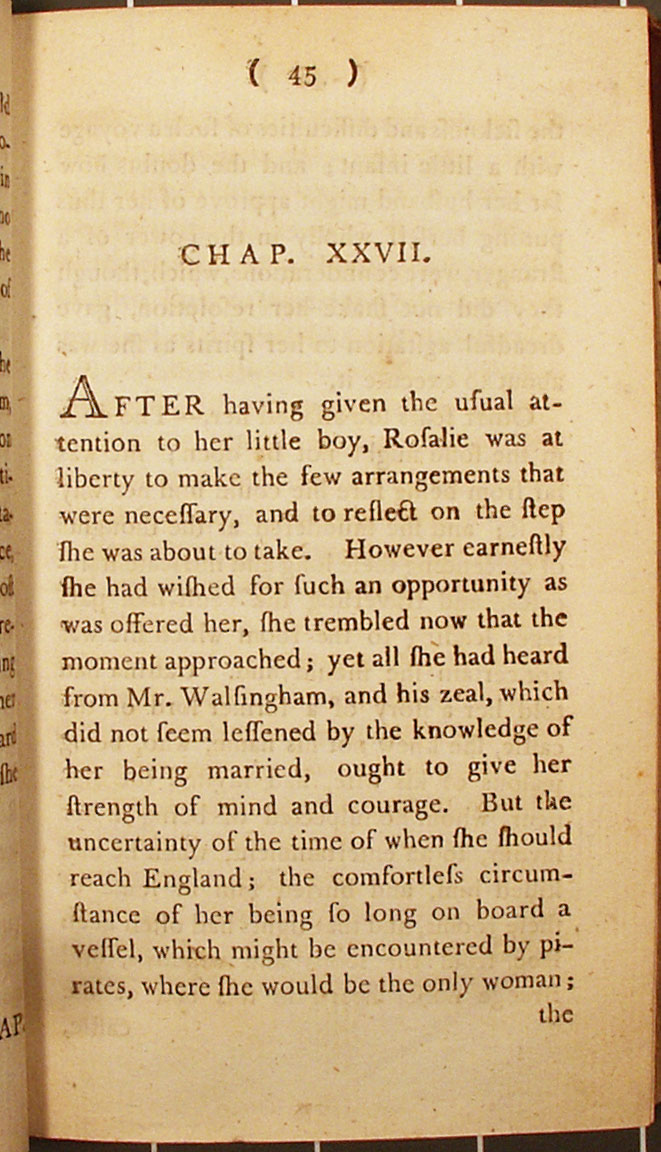 ( 45 )
CHAP. XXVII.
AFTER having given the uſual at-
tention to her little boy, Roſalie was at
liberty to make the few arrangements that
were neceſſary, and to reflect on the ſtep
ſhe was about to take. However earneſtly
ſhe had wiſhed for ſuch an opportunity as
was offered her, ſhe trembled now that the
moment approached; yet all ſhe had heard
from Mr. Walſingham, and his zeal, which
did not ſeem leſſened by the knowledge of
her being married, ought to give her
ſtrength of mind and courage. But the
uncertainty of the time of when ſhe ſhould
reach England; the comfortleſs circum-
ſtance of her being ſo long on board a
veſſel, which might be encountered by pi-
rates, where ſhe would be the only woman;
the